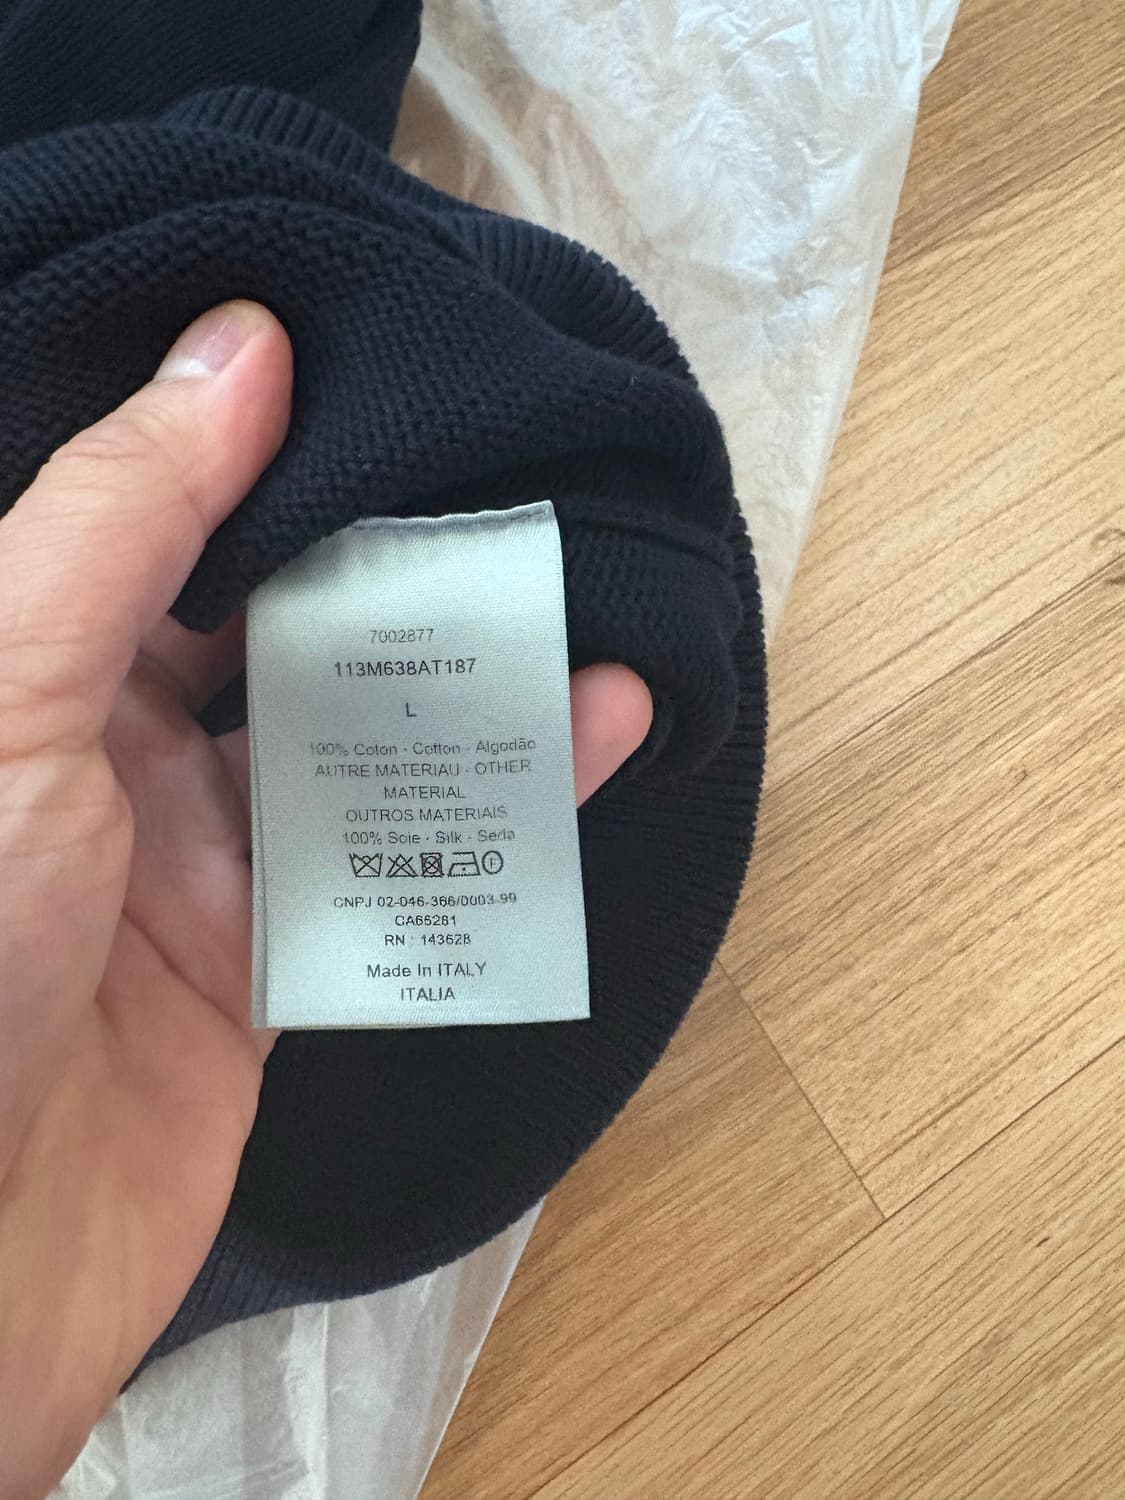 7002877
113M638AT187
L
100% Coton - Cotton - Algodão
AUTRE MATERIAU - OTHER
MATERIAL
OUTROS MATERIAIS
100% Soie - Silk - Seda
F
CNPJ 02-046-366/0003-99
CA66281
RN : 143628
Made In ITALY
ITALIA